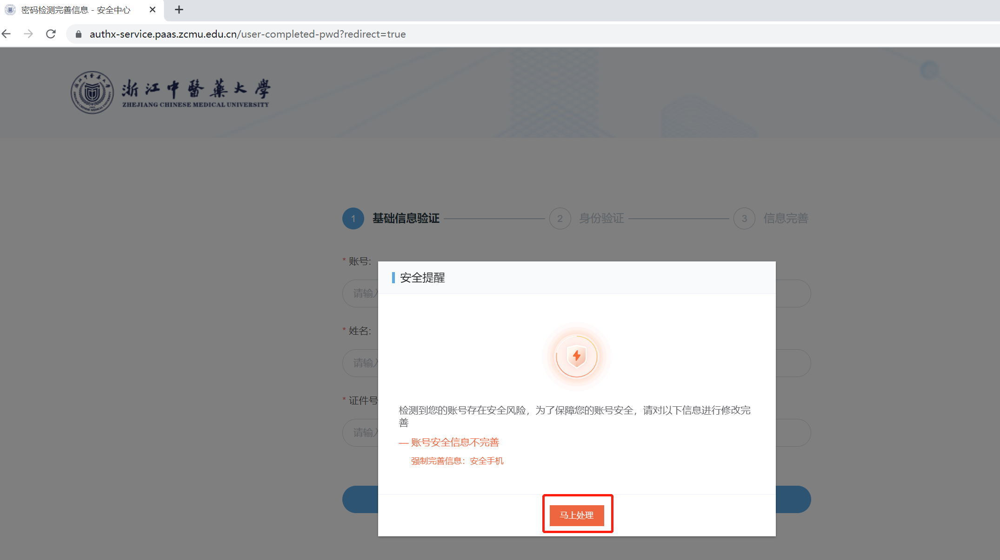 密码检测完善信息 - 安全中心
authx-service.paas.zcmu.edu.cn/user-completed-pwd?redirect=true
浙江中醫藥大學
ZHEJIANG CHINESE MEDICAL UNIVERSITY
1 基础信息验证
2 身份验证
3 信息完善
* 账号:
请输入
* 姓名:
请输入
* 证件号
请输入
安全提醒
检测到您的账号存在安全风险，为了保障您的账号安全，请对以下信息进行修改完
善
— 账号安全信息不完善
强制完善信息：安全手机
马上处理